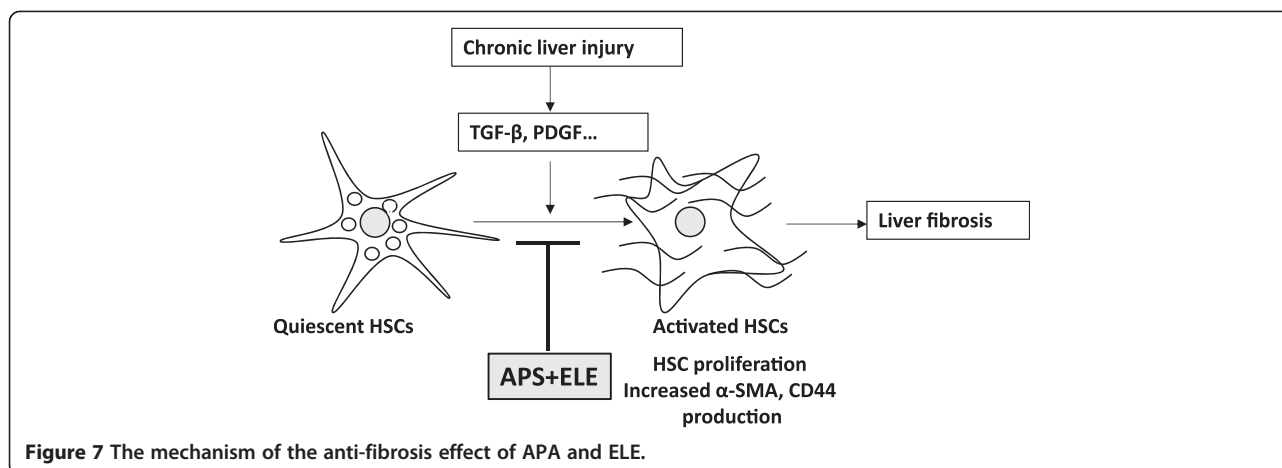 Chronic liver injury
TGF-β, PDGF...
Liver fibrosis
Quiescent HSCs
Activated HSCs
APS+ELE
HSC proliferation
Increased α-SMA, CD44
production
Figure 7 The mechanism of the anti-fibrosis effect of APA and ELE.